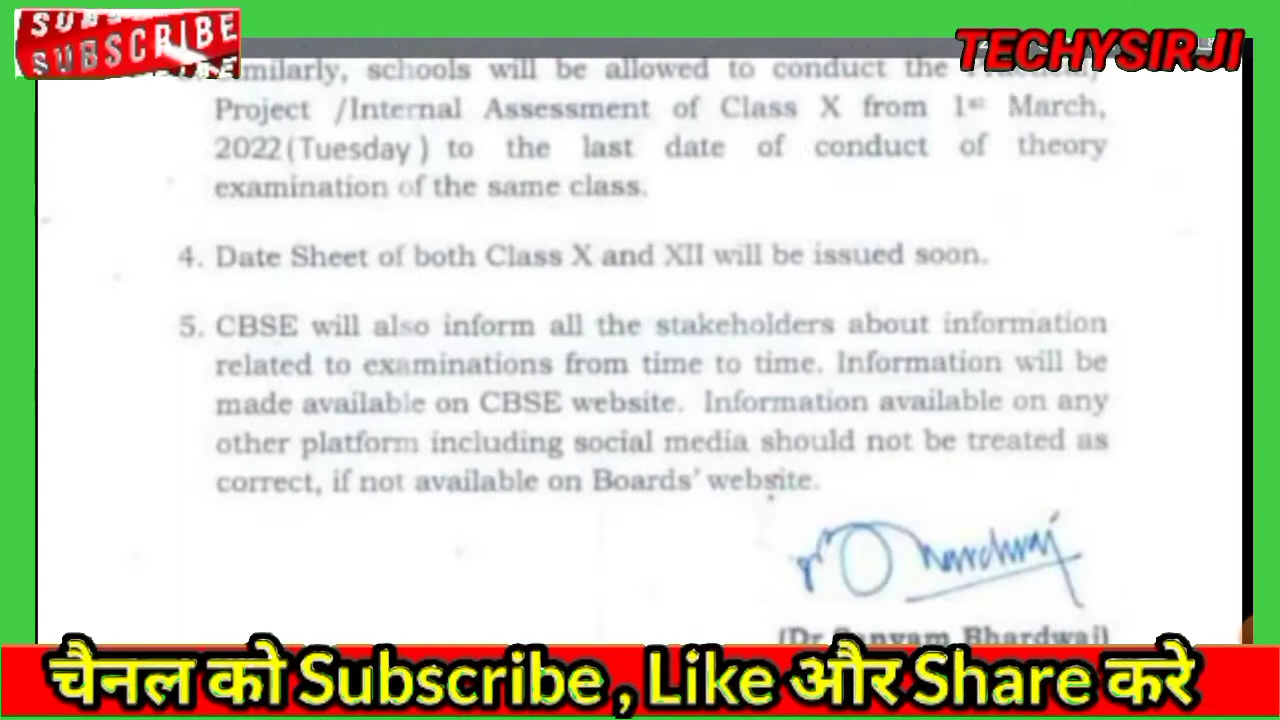 SUBSCRIBE
SUBSCRIBE
TECHYSIRJI
Similarly, schools will be allowed to conduct the
Project /Internal Assessment of Class X from 1st March,
2022(Tuesday) to the last date of conduct of theory
examination of the same class.
4. Date Sheet of both Class X and XII will be issued soon.
5. CBSE will also inform all the stakeholders about information
related to examinations from time to time. Information will be
made available on CBSE website. Information available on any
other platform including social media should not be treated as
correct, if not available on Boards' website.
(Dr Sanyam Bhardwaj)
चैनल को Subscribe , Like और Share करे